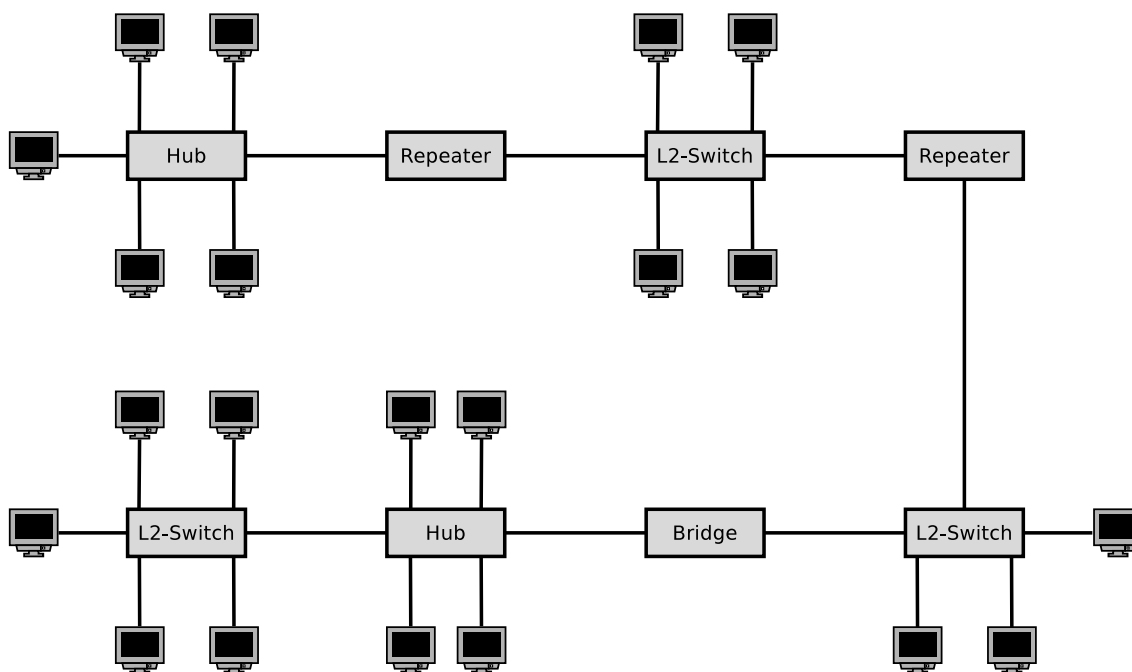 Hub
Repeater
L2-Switch
Repeater
L2-Switch
Hub
Bridge
L2-Switch